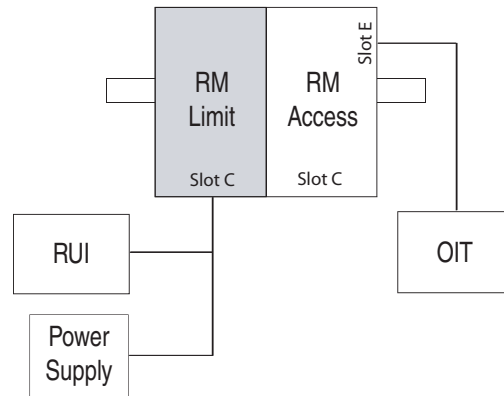 Slot E
RM
Limit
RM
Access
Slot C
Slot C
RUI
OIT
Power
Supply